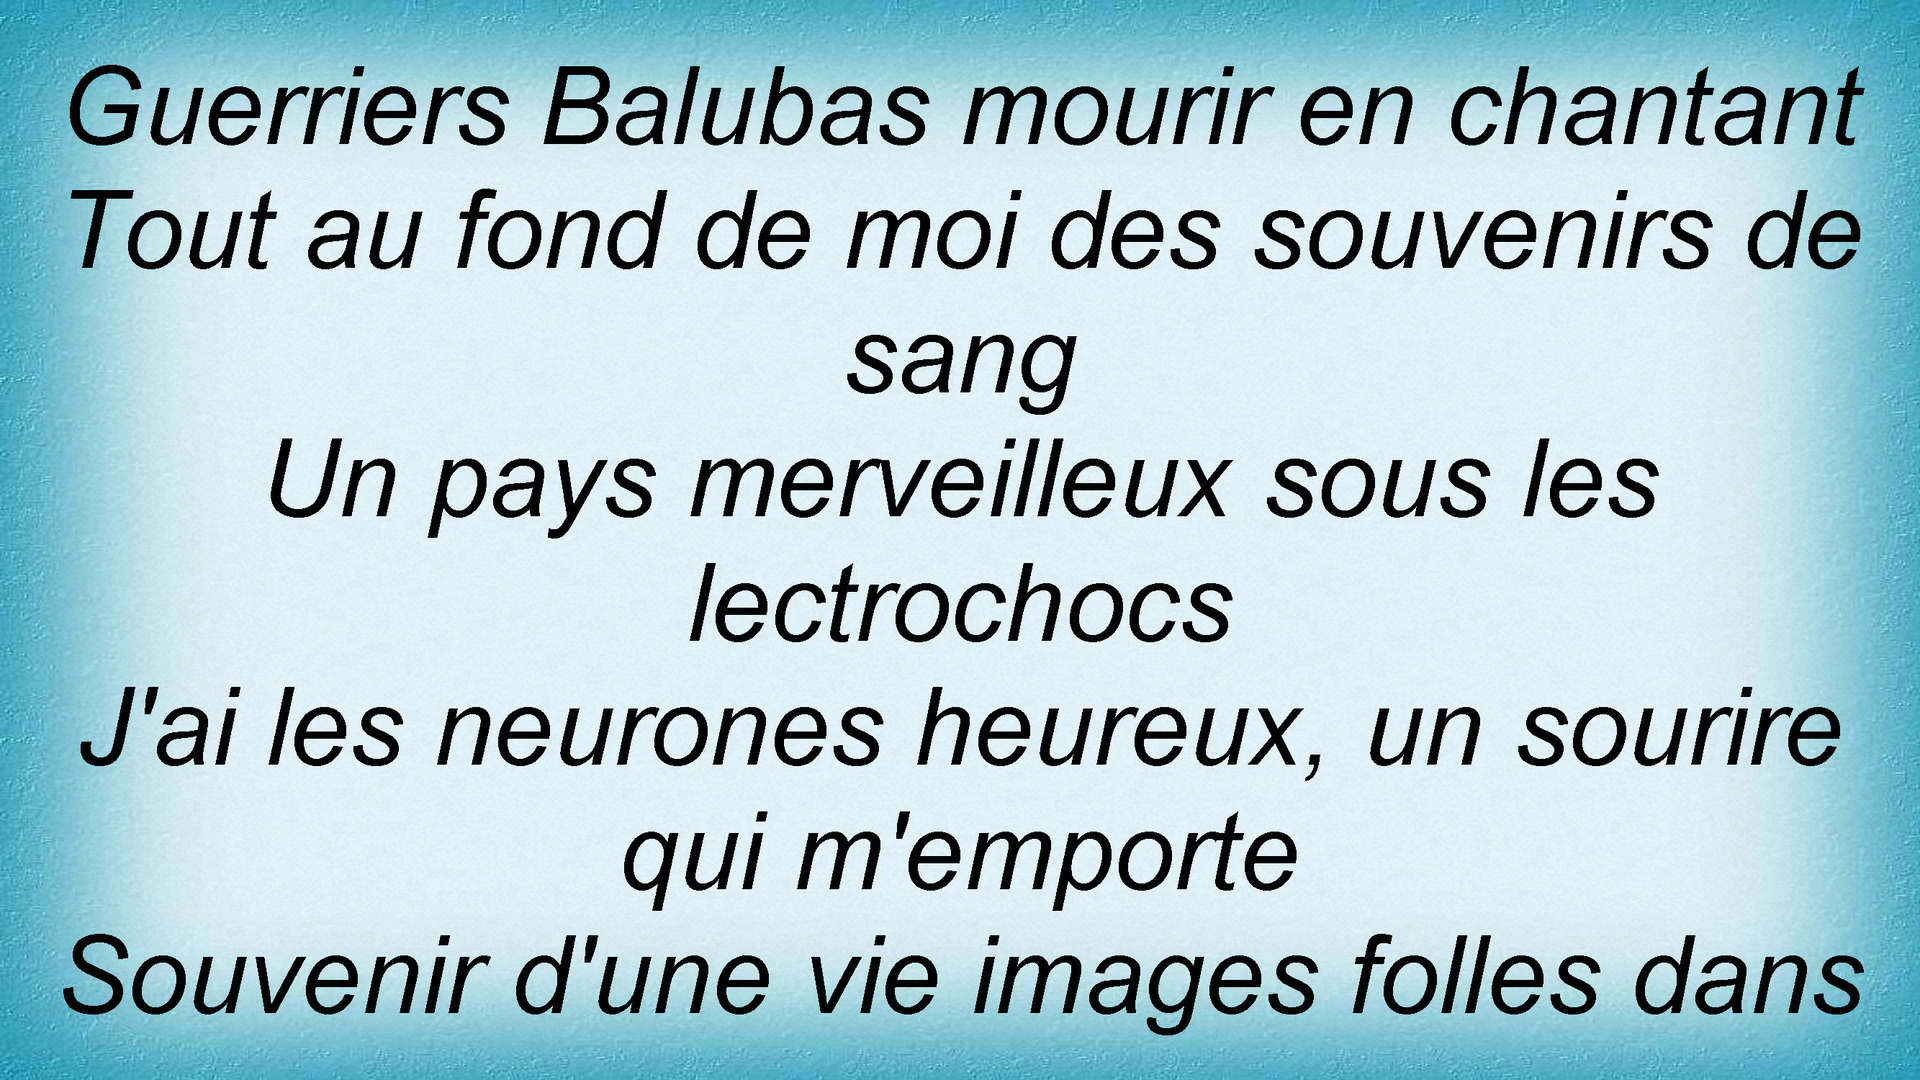 Guerriers Balubas mourir en chantant
Tout au fond de moi des souvenirs de
sang
Un pays merveilleux sous les
lectrochocs
J'ai les neurones heureux, un sourire
qui m'emporte
Souvenir d'une vie images folles dans